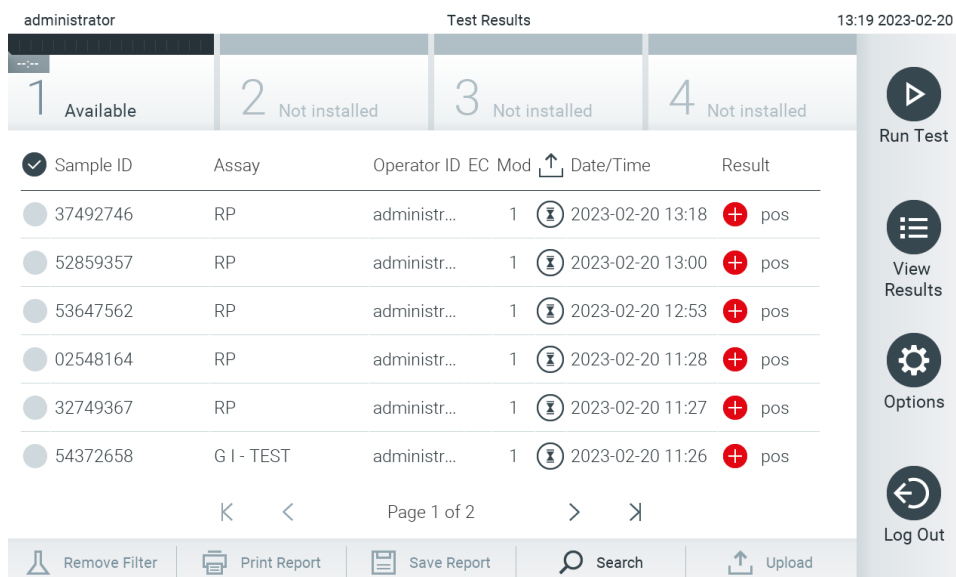 administrator Test Results 13:19 2023-02-20
--:--
1 Available 2 Not installed 3 Not installed 4 Not installed
Run Test
Sample ID Assay Operator ID EC Mod Date/Time Result
37492746 RP administr... 1 2023-02-20 13:18 pos
52859357 RP administr... 1 2023-02-20 13:00 pos
View
Results
53647562 RP administr... 1 2023-02-20 12:53 pos
02548164 RP administr... 1 2023-02-20 11:28 pos
32749367 RP administr... 1 2023-02-20 11:27 pos
Options
54372658 G I - TEST administr... 1 2023-02-20 11:26 pos
Page 1 of 2
Log Out
Remove Filter Print Report Save Report Search Upload